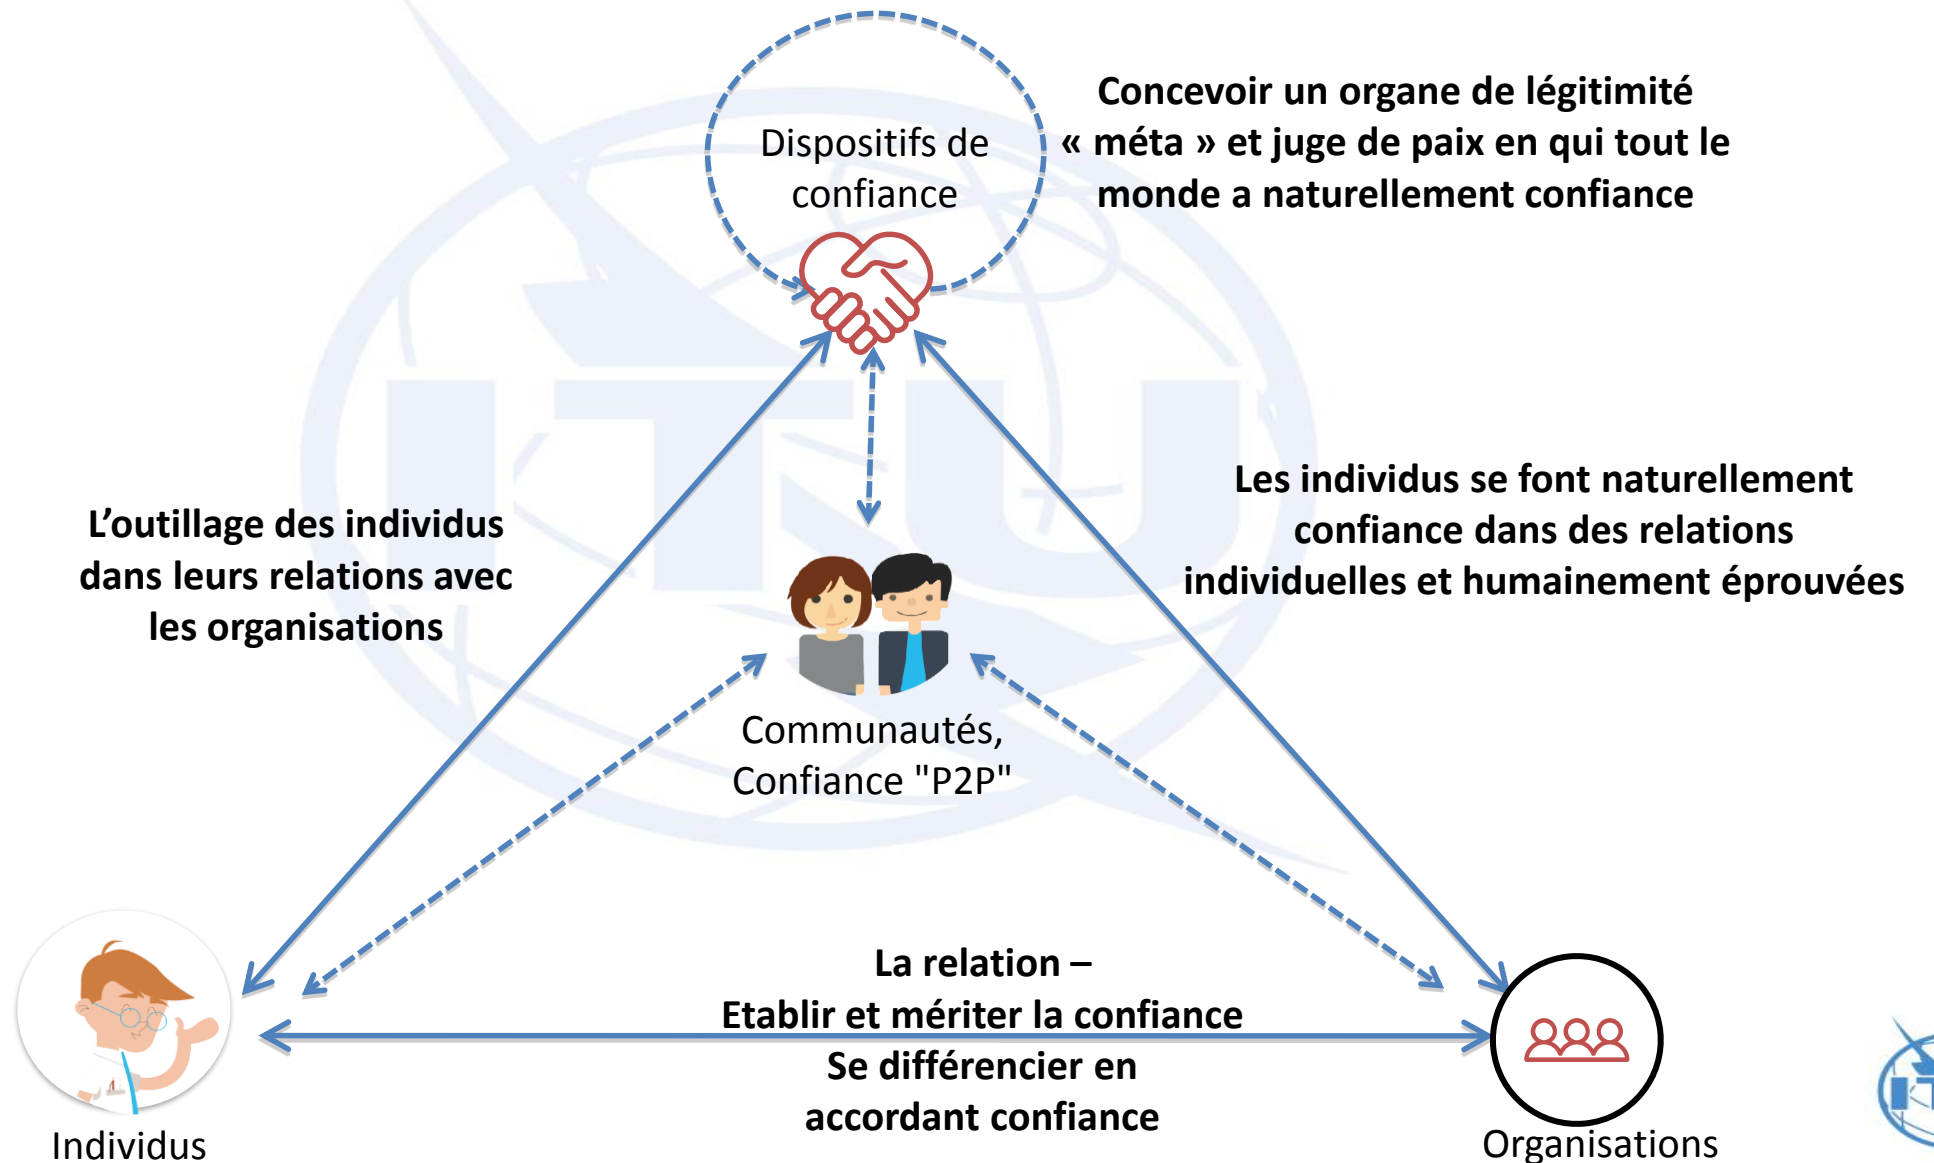 Dispositifs de
confiance
Concevoir un organe de légitimité
« méta » et juge de paix en qui tout le
monde a naturellement confiance
ITU
L’outillage des individus
dans leurs relations avec
les organisations
Les individus se font naturellement
confiance dans des relations
individuelles et humainement éprouvées
Communautés,
Confiance "P2P"
La relation –
Etablir et mériter la confiance
Se différencier en
accordant confiance
Individus
Organisations